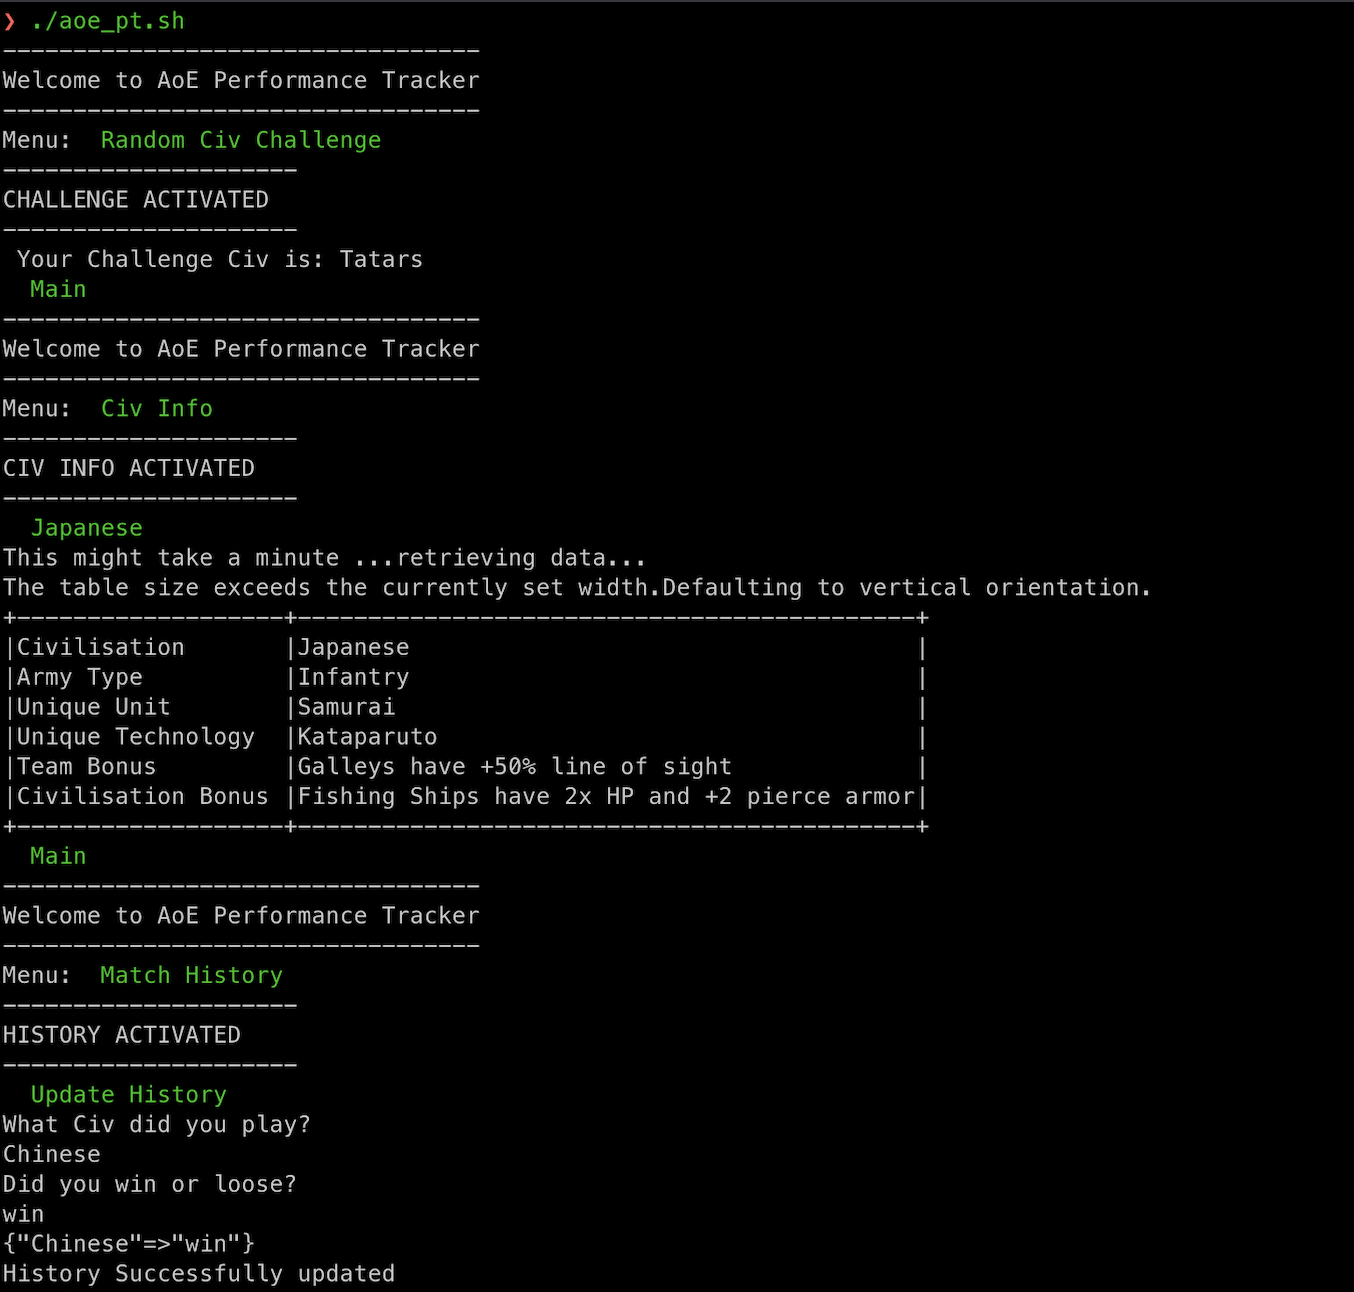 ❯ ./aoe_pt.sh
----------------------------------
Welcome to AoE Performance Tracker
----------------------------------
Menu:  Random Civ Challenge
---------------------
CHALLENGE ACTIVATED
---------------------
 Your Challenge Civ is: Tatars
  Main
----------------------------------
Welcome to AoE Performance Tracker
----------------------------------
Menu:  Civ Info
---------------------
CIV INFO ACTIVATED
---------------------
  Japanese
This might take a minute ...retrieving data...
The table size exceeds the currently set width.Defaulting to vertical orientation.
+-------------------+--------------------------------------------+
|Civilisation       |Japanese                                    |
|Army Type          |Infantry                                    |
|Unique Unit        |Samurai                                     |
|Unique Technology  |Kataparuto                                  |
|Team Bonus         |Galleys have +50% line of sight             |
|Civilisation Bonus |Fishing Ships have 2x HP and +2 pierce armor|
+-------------------+--------------------------------------------+
  Main
----------------------------------
Welcome to AoE Performance Tracker
----------------------------------
Menu:  Match History
---------------------
HISTORY ACTIVATED
---------------------
  Update History
What Civ did you play?
Chinese
Did you win or loose?
win
{"Chinese"=>"win"}
History Successfully updated